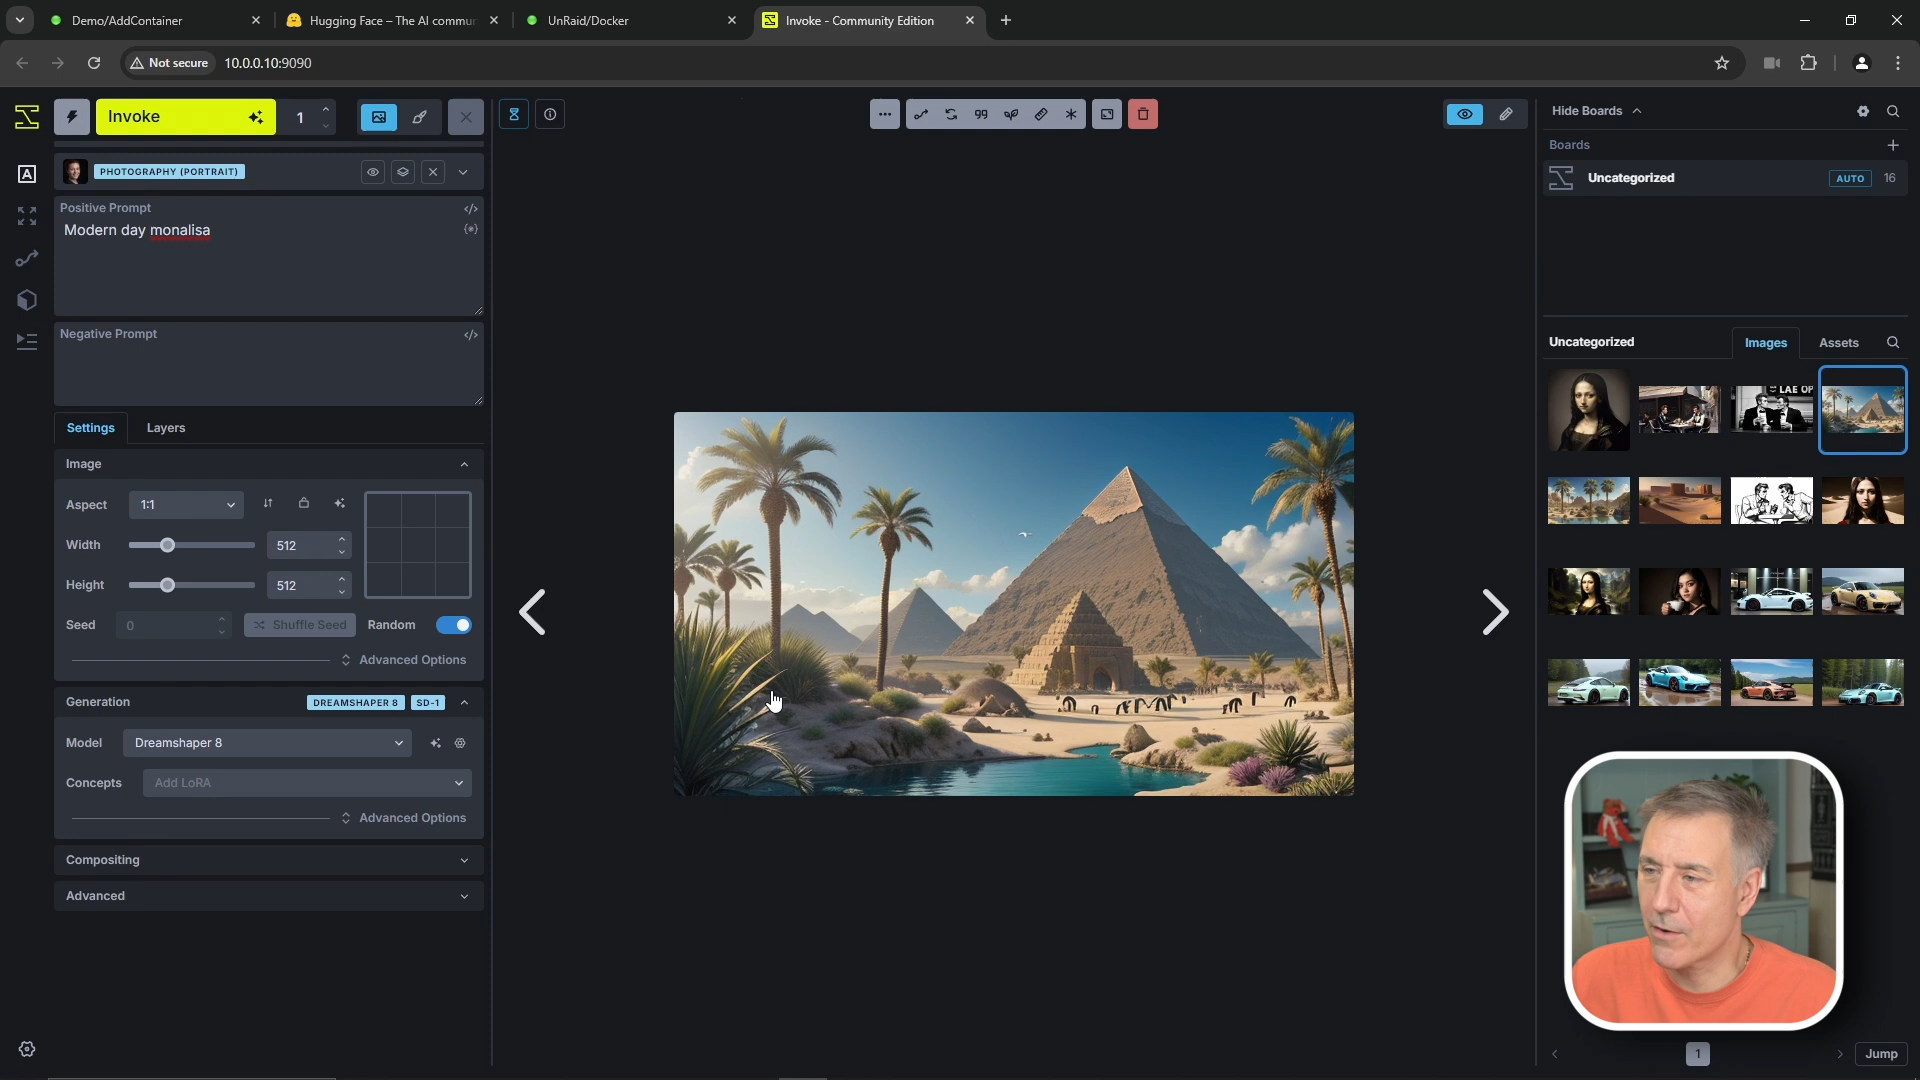 Demo/AddContainer
Hugging Face – The AI commu
UnRaid/Docker
Invoke - Community Edition
Not secure
10.0.0.10:9090
Invoke
1
Hide Boards
PHOTOGRAPHY (PORTRAIT)
Boards
Uncategorized
AUTO
16
Positive Prompt
Modern day monalisa
Negative Prompt
Uncategorized
Images
Assets
Settings
Layers
Image
Aspect
1:1
Width
512
Height
512
Seed
0
Shuffle Seed
Random
Advanced Options
Generation
DREAMSHAPER 8
SD-1
Model
Dreamshaper 8
Concepts
Add LoRA
Advanced Options
Compositing
Advanced
1
Jump